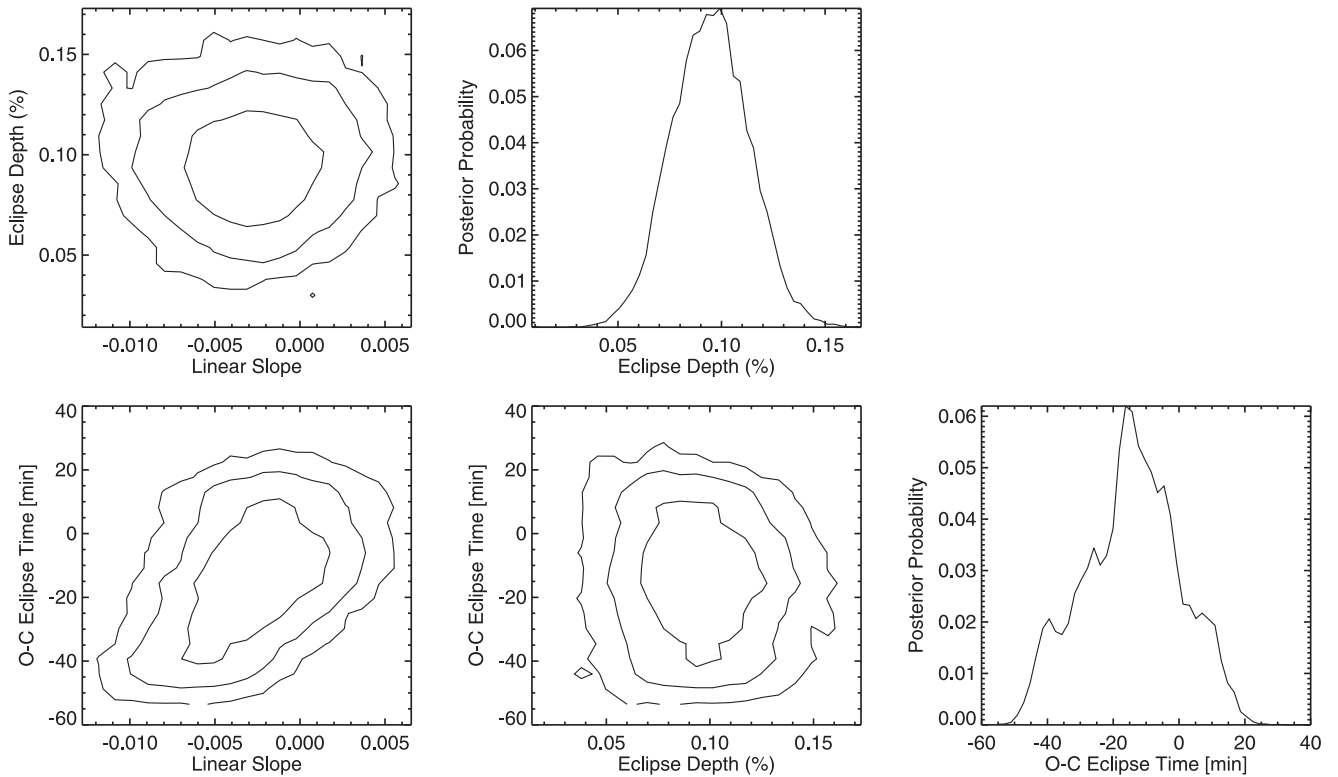 0.15
0.10
0.05
Eclipse Depth (%)
-0.010 -0.005 0.000 0.005
Linear Slope
0.06
0.05
0.04
0.03
0.02
0.01
0.00
Posterior Probability
0.05 0.10 0.15
Eclipse Depth (%)
40
20
0
-20
-40
-60
O-C Eclipse Time [min]
-0.010 -0.005 0.000 0.005
Linear Slope
40
20
0
-20
-40
-60
O-C Eclipse Time [min]
0.05 0.10 0.15
Eclipse Depth (%)
0.06
0.05
0.04
0.03
0.02
0.01
0.00
Posterior Probability
-60 -40 -20 0 20 40
O-C Eclipse Time [min]